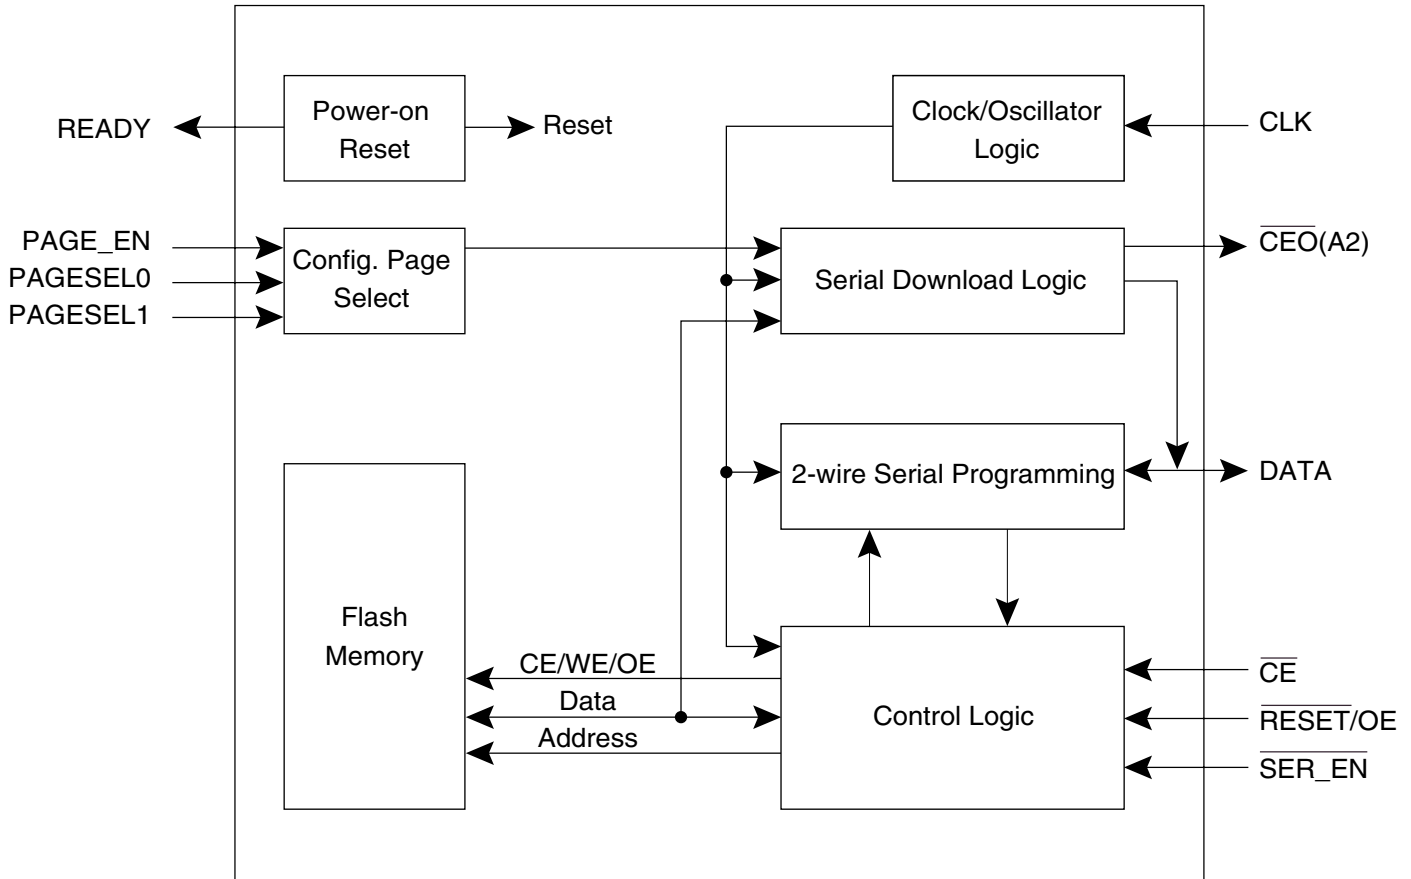 READY
Power-on
Reset
Reset
Clock/Oscillator
Logic
CLK
PAGE_EN
PAGESEL0
PAGESEL1
Config. Page
Select
Serial Download Logic
CEO(A2)
2-wire Serial Programming
DATA
Flash
Memory
CE/WE/OE
Data
Address
Control Logic
CE
RESET/OE
SER_EN